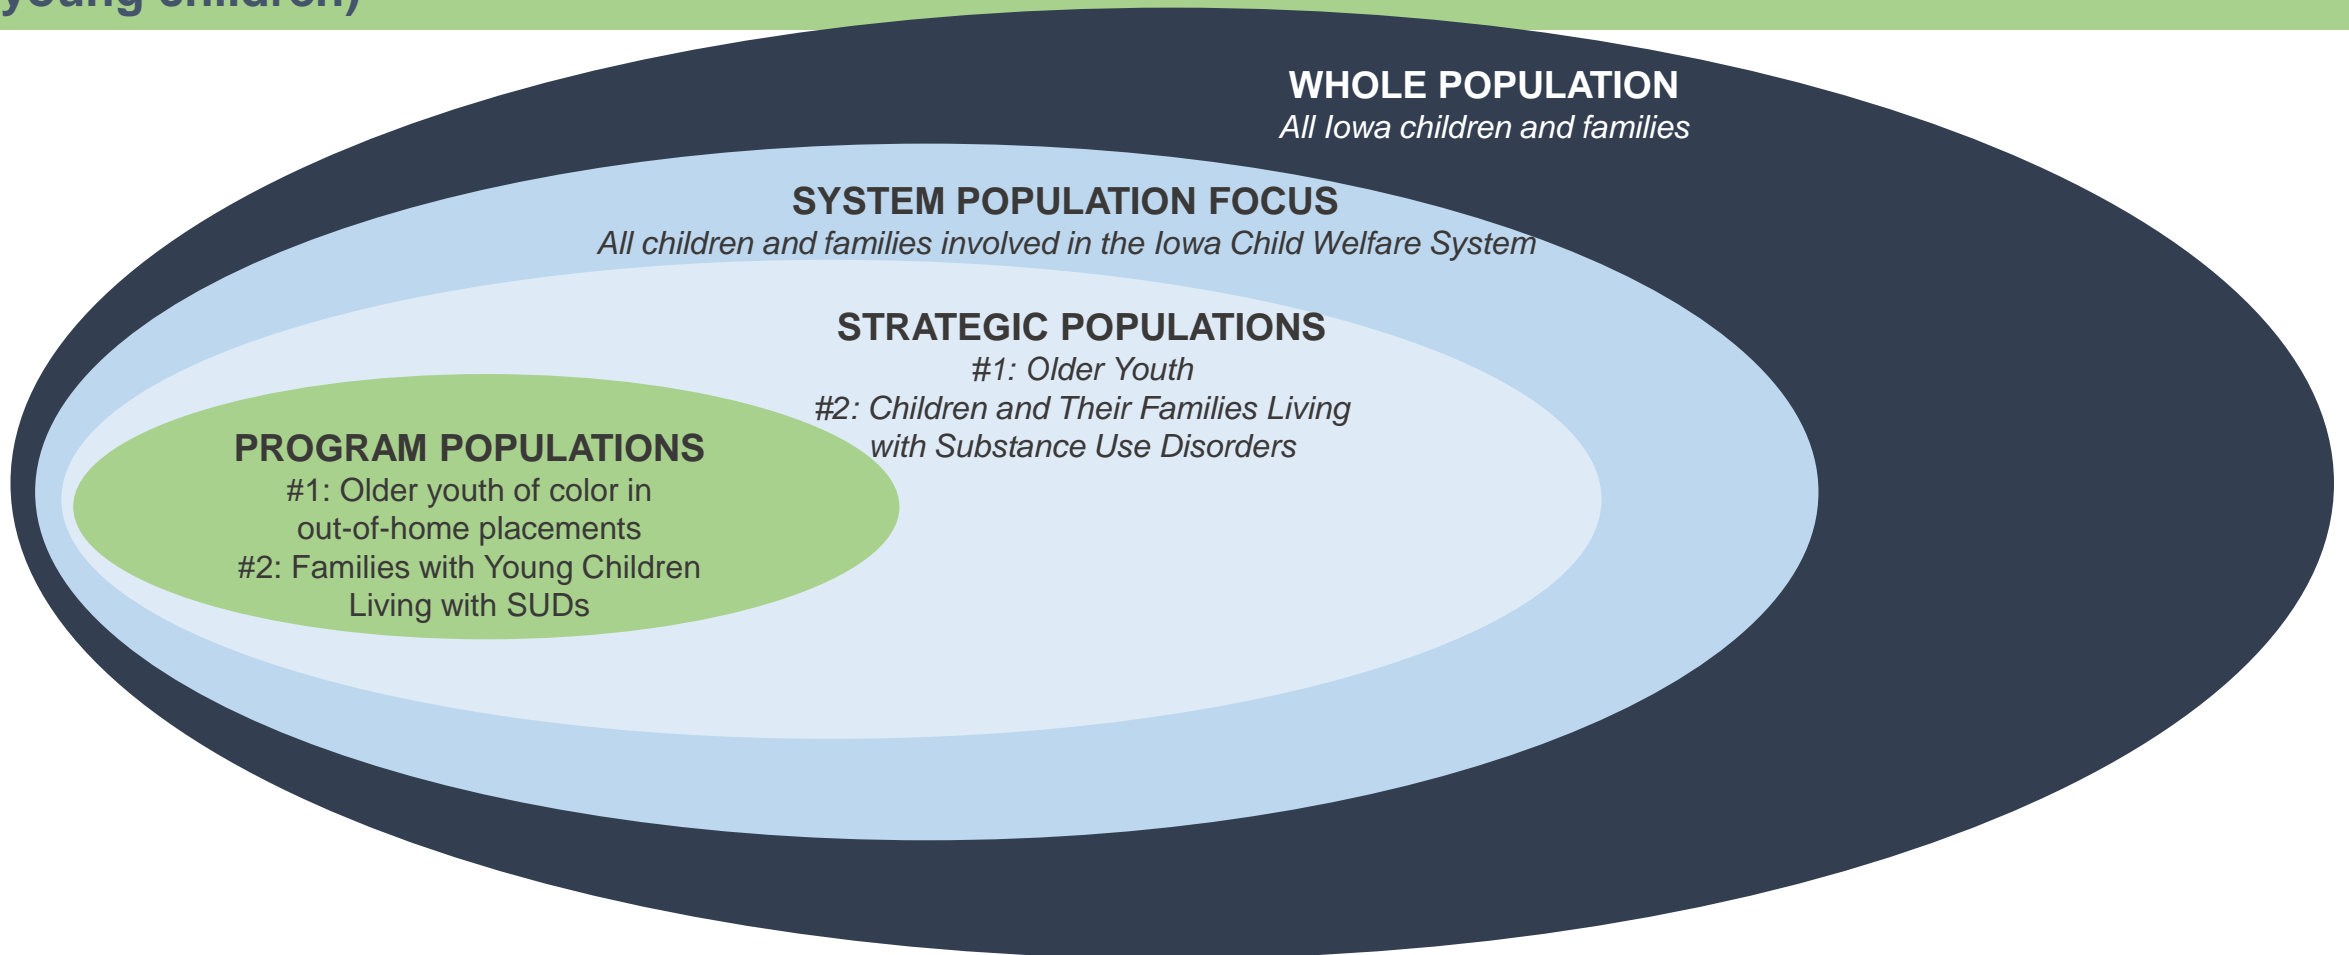 young children)
WHOLE POPULATION
All Iowa children and families
SYSTEM POPULATION FOCUS
All children and families involved in the Iowa Child Welfare System
STRATEGIC POPULATIONS
#1: Older Youth
#2: Children and Their Families Living
with Substance Use Disorders
PROGRAM POPULATIONS
#1: Older youth of color in
out-of-home placements
#2: Families with Young Children
Living with SUDs